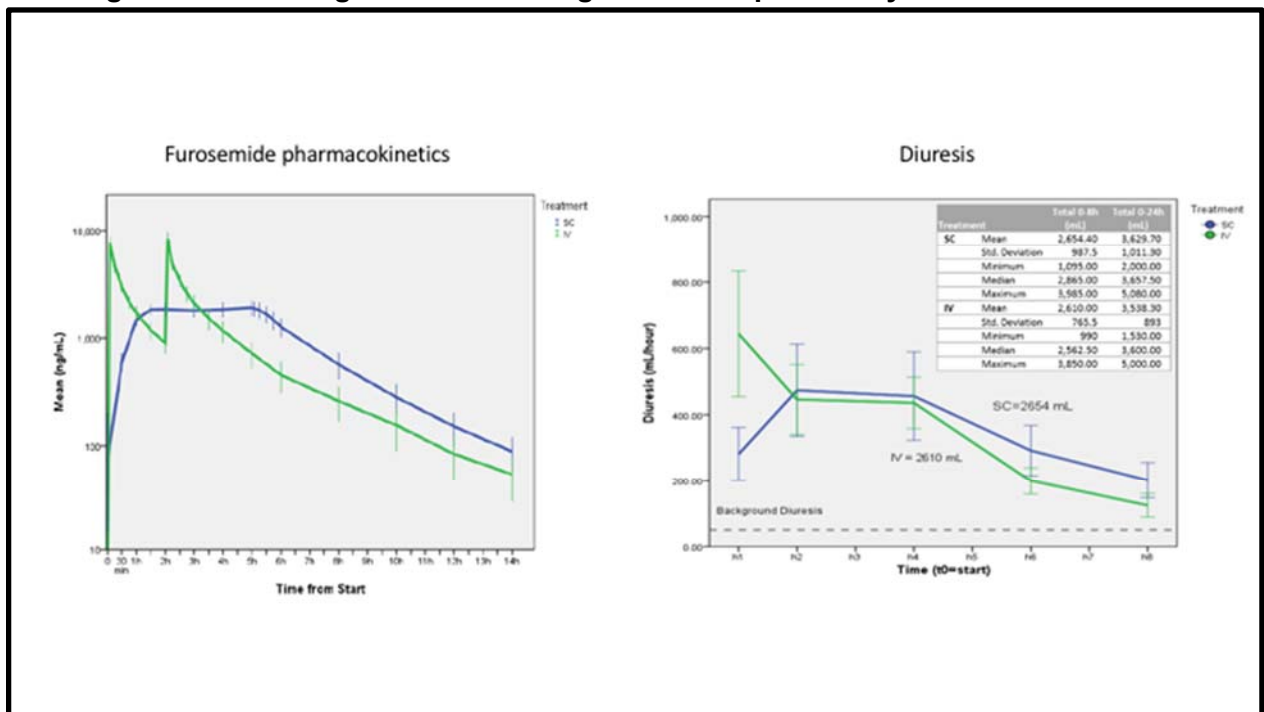 Furosemide pharmacokinetics
Treatment
SC
IV
10,000
1,000
100
10
Mean (ng/mL)
0 30 min 1h 2h 3h 4h 5h 6h 7h 8h 9h 10h 11h 12h 13h 14h
Time from Start
Diuresis
Treatment
SC
IV
1,000.00
800.00
600.00
400.00
200.00
0.00
Diuresis (mL/hour)
Total 0-8h (mL) Total 0-24h (mL)
Treatment
SC Mean 2,654.40 3,629.70
Std. Deviation 987.5 1,011.30
Minimum 1,095.00 2,000.00
Median 2,865.00 3,657.50
Maximum 3,985.00 5,080.00
IV Mean 2,610.00 3,538.30
Std. Deviation 765.5 893
Minimum 990 1,530.00
Median 2,562.50 3,600.00
Maximum 3,850.00 5,000.00
SC=2654 mL
IV = 2610 mL
Background Diuresis
h1 h2 h3 h4 h5 h6 h7 h8
Time (t0=start)